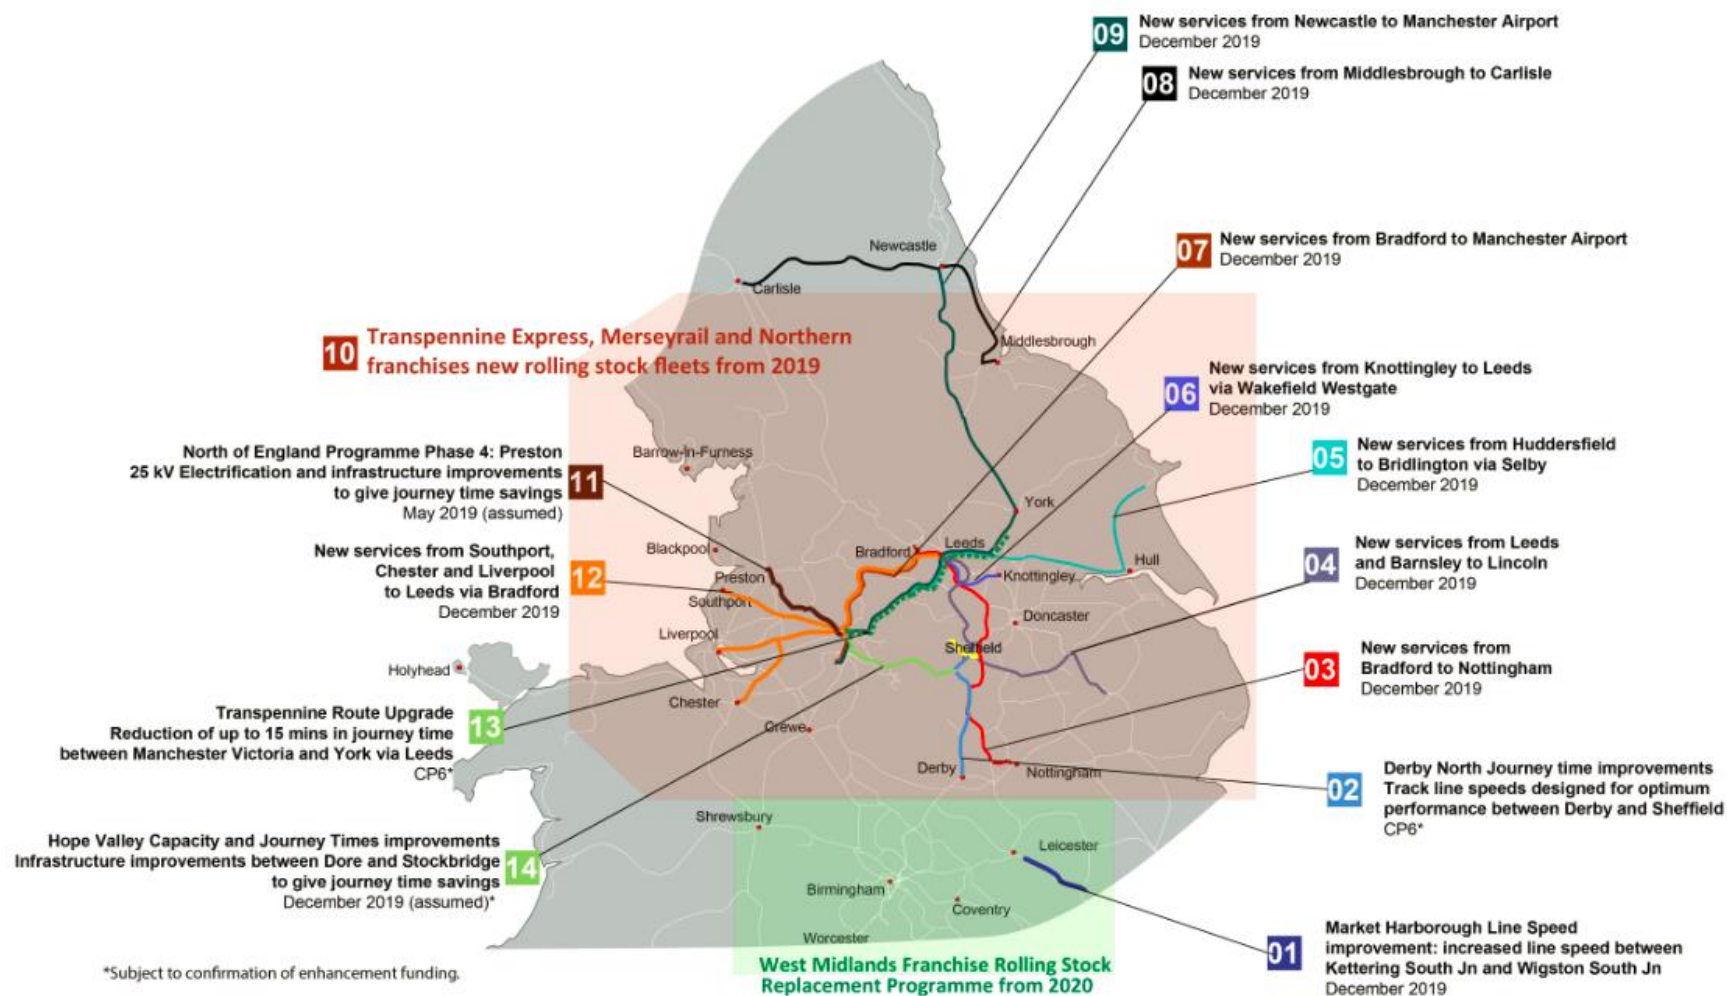 09
New services from Newcastle to Manchester Airport
December 2019
08
New services from Middlesbrough to Carlisle
December 2019
07
New services from Bradford to Manchester Airport
December 2019
10
Transpennine Express, Merseyrail and Northern
franchises new rolling stock fleets from 2019
06
New services from Knottingley to Leeds
via Wakefield Westgate
December 2019
05
New services from Huddersfield
to Bridlington via Selby
December 2019
04
New services from Leeds
and Barnsley to Lincoln
December 2019
03
New services from
Bradford to Nottingham
December 2019
02
Derby North Journey time improvements
Track line speeds designed for optimum
performance between Derby and Sheffield
CP6*
01
Market Harborough Line Speed
improvement: increased line speed between
Kettering South Jn and Wigston South Jn
December 2019
North of England Programme Phase 4: Preston
25 kV Electrification and infrastructure improvements
to give journey time savings
May 2019 (assumed)
11
New services from Southport,
Chester and Liverpool
to Leeds via Bradford
December 2019
12
Transpennine Route Upgrade
Reduction of up to 15 mins in journey time
between Manchester Victoria and York via Leeds
CP6*
13
Hope Valley Capacity and Journey Times improvements
Infrastructure improvements between Dore and Stockbridge
to give journey time savings
December 2019 (assumed)*
14
Newcastle
Carlisle
Middlesbrough
Barrow-in-Furness
York
Blackpool
Bradford
Leeds
Hull
Preston
Knottingley
Southport
Doncaster
Liverpool
Sheffield
Holyhead
Chester
Crewe
Derby
Nottingham
Shrewsbury
Leicester
Birmingham
Coventry
Worcester
West Midlands Franchise Rolling Stock
Replacement Programme from 2020
*Subject to confirmation of enhancement funding.